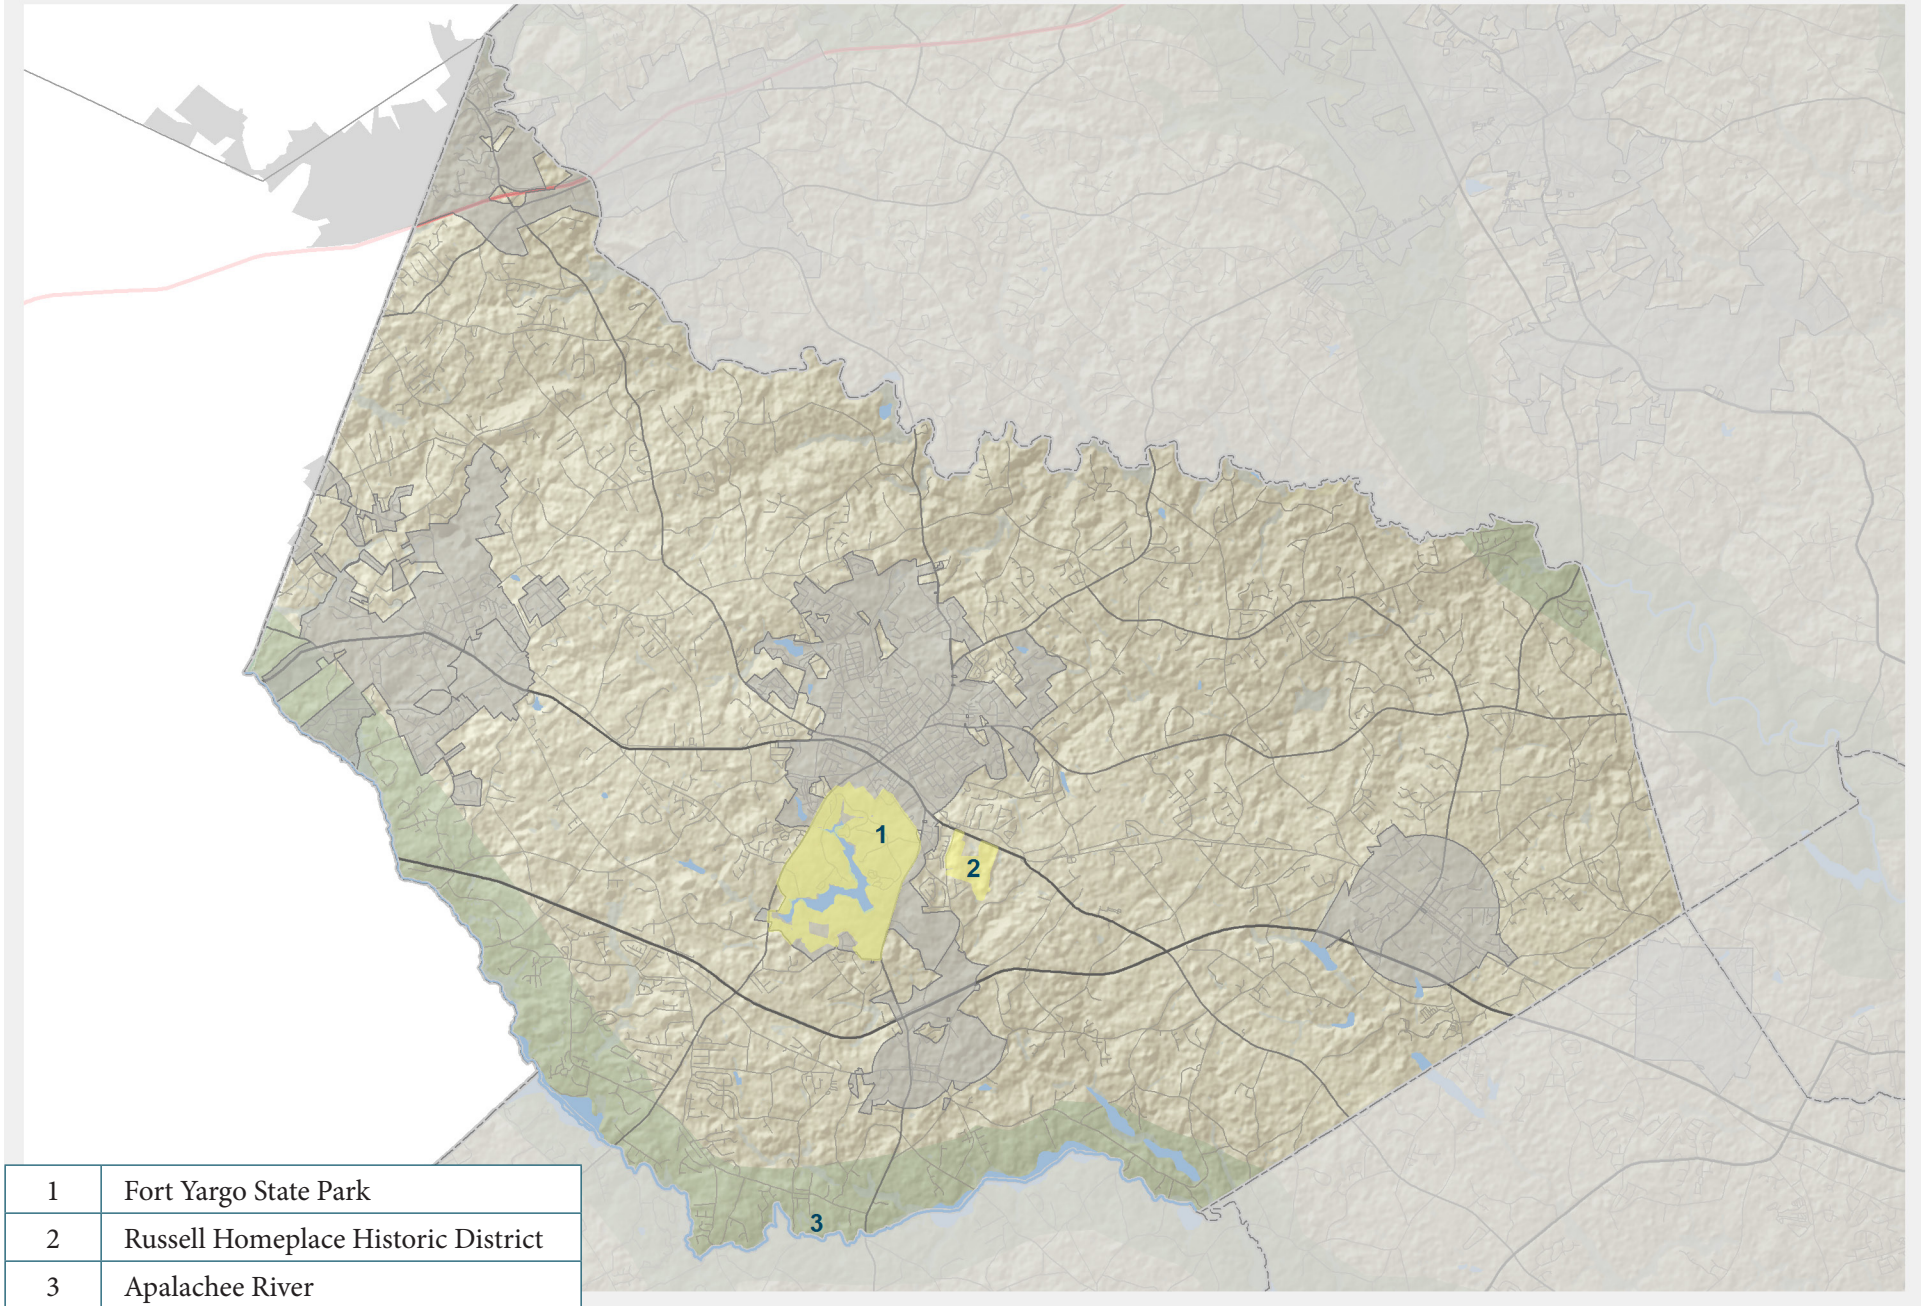 1
2
3
1 Fort Yargo State Park
2 Russell Homeplace Historic District
3 Apalachee River